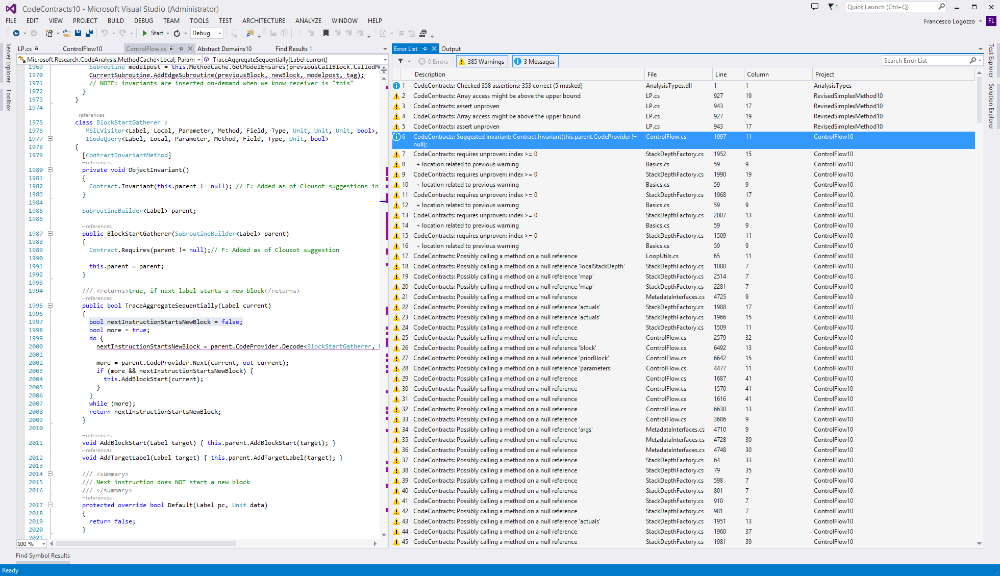 CodeContracts10 - Microsoft Visual Studio (Administrator)
1
Quick Launch (Ctrl+Q)
FILE EDIT VIEW PROJECT BUILD DEBUG TEAM TOOLS TEST ARCHITECTURE ANALYZE WINDOW HELP
Francesco Logozzo FL
Start Debug
Server Explorer
Toolbox
LP.cs ControlFlow10 ControlFlow.cs Abstract Domains10 Find Results 1
Microsoft.Research.CodeAnalysis.MethodCache<Local, Param TraceAggregateSequentially(Label current)
1969 Subroutine modelpost = this.MethodCache.GetModelEnsures(previousCallBlock.CalledMe
1970 CurrentSubroutine.AddEdgeSubroutine(previousBlock, newBlock, modelpost, tag);
1971 // NOTE: invariants are inserted on-demand when we know receiver is "this"
1972 }
1973 }
1974
–references
1975 class BlockStartGatherer :
1976 MSILVisitor<Label, Local, Parameter, Method, Field, Type, Unit, Unit, Unit, bool>,
1977 ICodeQuery<Label, Local, Parameter, Method, Field, Type, Unit, bool>
1978 {
1979 [ContractInvariantMethod]
–references
1980 private void ObjectInvariant()
1981 {
1982 Contract.Invariant(this.parent != null); // F: Added as of Clousot suggestions in
1983 }
1984
1985 SubroutineBuilder<Label> parent;
1986
–references
1987 public BlockStartGatherer(SubroutineBuilder<Label> parent)
1988 {
1989 Contract.Requires(parent != null);// F: Added as of Clousot suggestion
1990
1991 this.parent = parent;
1992 }
1993
1994 /// <returns>true, if next label starts a new block</returns>
–references
1995 public bool TraceAggregateSequentially(Label current)
1996 {
1997 bool nextInstructionStartsNewBlock = false;
1998 bool more = true;
1999 do {
2000 nextInstructionStartsNewBlock = parent.CodeProvider.Decode<BlockStartGatherer,
2001
2002 more = parent.CodeProvider.Next(current, out current);
2003 if (more && nextInstructionStartsNewBlock) {
2004 this.AddBlockStart(current);
2005 }
2006 }
2007 while (more);
2008 return nextInstructionStartsNewBlock;
2009 }
2010
–references
2011 void AddBlockStart(Label target) { this.parent.AddBlockStart(target); }
–references
2012 void AddTargetLabel(Label target) { this.parent.AddTargetLabel(target); }
2013
2014 /// <summary>
2015 /// Next instruction does NOT start a new block
2016 /// </summary>
–references
2017 protected override bool Default(Label pc, Unit data)
2018 {
2019 return false;
2020 }
2021
100 %
Find Symbol Results
Ready
Error List Output
0 Errors 385 Warnings 3 Messages Search Error List
Description File Line Column Project
1 CodeContracts: Checked 358 assertions: 353 correct (5 masked) AnalysisTypes.dll 1 1 AnalysisTypes
2 CodeContracts: Array access might be above the upper bound LP.cs 927 19 RevisedSimplexMethod10
3 CodeContracts: assert unproven LP.cs 943 17 RevisedSimplexMethod10
4 CodeContracts: Array access might be above the upper bound LP.cs 927 19 RevisedSimplexMethod10
5 CodeContracts: assert unproven LP.cs 943 17 RevisedSimplexMethod10
6 CodeContracts: Suggested invariant: Contract.Invariant(this.parent.CodeProvider != ControlFlow.cs 1997 11 ControlFlow10
null);
7 CodeContracts: requires unproven: index >= 0 StackDepthFactory.cs 1952 15 ControlFlow10
8 + location related to previous warning Basics.cs 59 9 ControlFlow10
9 CodeContracts: requires unproven: index >= 0 StackDepthFactory.cs 1990 19 ControlFlow10
10 + location related to previous warning Basics.cs 59 9 ControlFlow10
11 CodeContracts: requires unproven: index >= 0 StackDepthFactory.cs 1968 17 ControlFlow10
12 + location related to previous warning Basics.cs 59 9 ControlFlow10
13 CodeContracts: requires unproven: index >= 0 StackDepthFactory.cs 2007 13 ControlFlow10
14 + location related to previous warning Basics.cs 59 9 ControlFlow10
15 CodeContracts: requires unproven: index >= 0 StackDepthFactory.cs 1509 11 ControlFlow10
16 + location related to previous warning Basics.cs 59 9 ControlFlow10
17 CodeContracts: Possibly calling a method on a null reference LoopUtils.cs 65 11 ControlFlow10
18 CodeContracts: Possibly calling a method on a null reference 'localStackDepth' StackDepthFactory.cs 1080 7 ControlFlow10
19 CodeContracts: Possibly calling a method on a null reference 'map' StackDepthFactory.cs 2514 7 ControlFlow10
20 CodeContracts: Possibly calling a method on a null reference 'map' StackDepthFactory.cs 2281 7 ControlFlow10
21 CodeContracts: Possibly calling a method on a null reference MetadataInterfaces.cs 4725 9 ControlFlow10
22 CodeContracts: Possibly calling a method on a null reference 'actuals' StackDepthFactory.cs 1988 17 ControlFlow10
23 CodeContracts: Possibly calling a method on a null reference 'actuals' StackDepthFactory.cs 1966 15 ControlFlow10
24 CodeContracts: Possibly calling a method on a null reference StackDepthFactory.cs 1509 11 ControlFlow10
25 CodeContracts: Possibly calling a method on a null reference ControlFlow.cs 2579 32 ControlFlow10
26 CodeContracts: Possibly calling a method on a null reference 'block' ControlFlow.cs 6492 13 ControlFlow10
27 CodeContracts: Possibly calling a method on a null reference 'priorBlock' ControlFlow.cs 6642 15 ControlFlow10
28 CodeContracts: Possibly calling a method on a null reference 'parameters' ControlFlow.cs 4477 11 ControlFlow10
29 CodeContracts: Possibly calling a method on a null reference ControlFlow.cs 1687 41 ControlFlow10
30 CodeContracts: Possibly calling a method on a null reference ControlFlow.cs 1570 41 ControlFlow10
31 CodeContracts: Possibly calling a method on a null reference ControlFlow.cs 1616 41 ControlFlow10
32 CodeContracts: Possibly calling a method on a null reference ControlFlow.cs 6630 13 ControlFlow10
33 CodeContracts: Possibly calling a method on a null reference ControlFlow.cs 3686 9 ControlFlow10
34 CodeContracts: Possibly calling a method on a null reference 'args' MetadataInterfaces.cs 4710 9 ControlFlow10
35 CodeContracts: Possibly calling a method on a null reference MetadataInterfaces.cs 4728 30 ControlFlow10
36 CodeContracts: Possibly calling a method on a null reference MetadataInterfaces.cs 4748 30 ControlFlow10
37 CodeContracts: Possibly calling a method on a null reference StackDepthFactory.cs 64 33 ControlFlow10
38 CodeContracts: Possibly calling a method on a null reference StackDepthFactory.cs 79 35 ControlFlow10
39 CodeContracts: Possibly calling a method on a null reference StackDepthFactory.cs 598 7 ControlFlow10
40 CodeContracts: Possibly calling a method on a null reference StackDepthFactory.cs 801 7 ControlFlow10
41 CodeContracts: Possibly calling a method on a null reference StackDepthFactory.cs 910 7 ControlFlow10
42 CodeContracts: Possibly calling a method on a null reference StackDepthFactory.cs 981 7 ControlFlow10
43 CodeContracts: Possibly calling a method on a null reference 'actuals' StackDepthFactory.cs 1951 13 ControlFlow10
44 CodeContracts: Possibly calling a method on a null reference StackDepthFactory.cs 1960 37 ControlFlow10
45 CodeContracts: Possibly calling a method on a null reference StackDepthFactory.cs 1981 39 ControlFlow10
Test Explorer
Solution Explorer